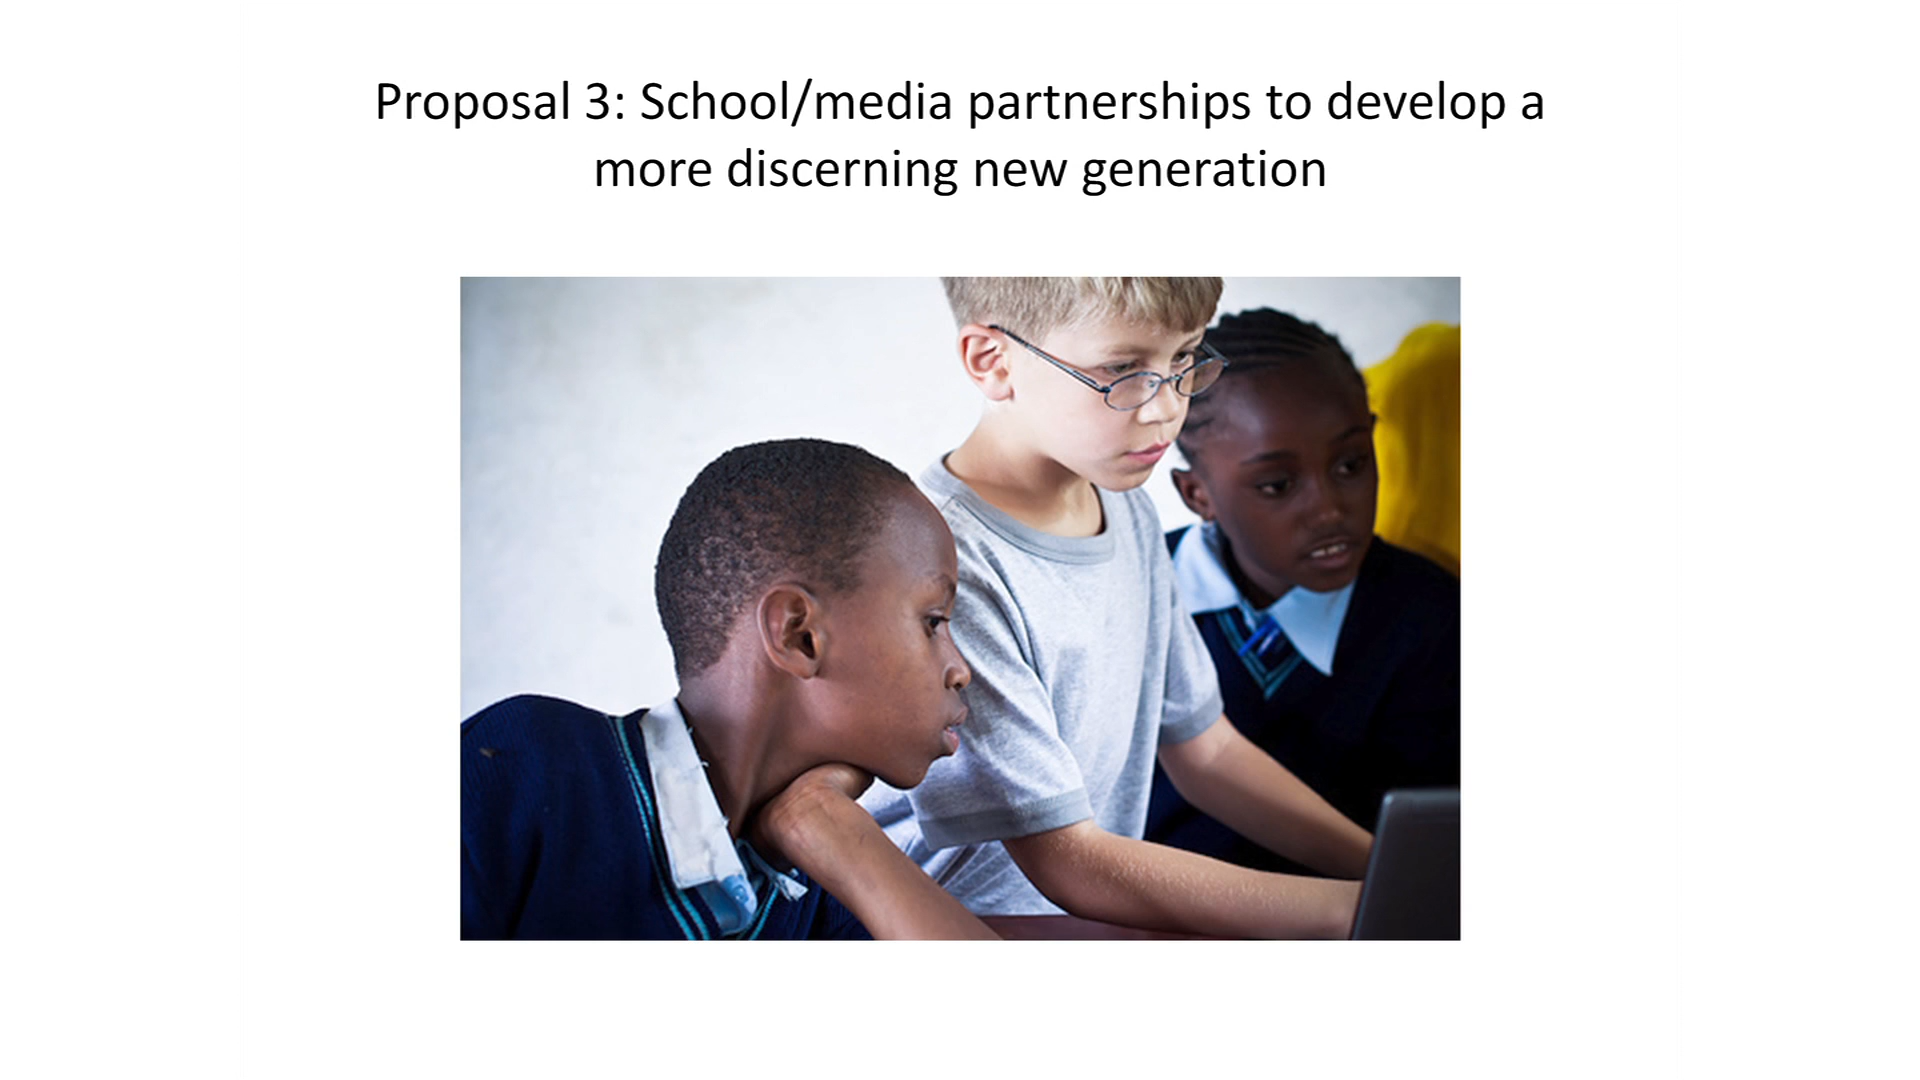 Proposal 3: School/media partnerships to develop a
more discerning new generation